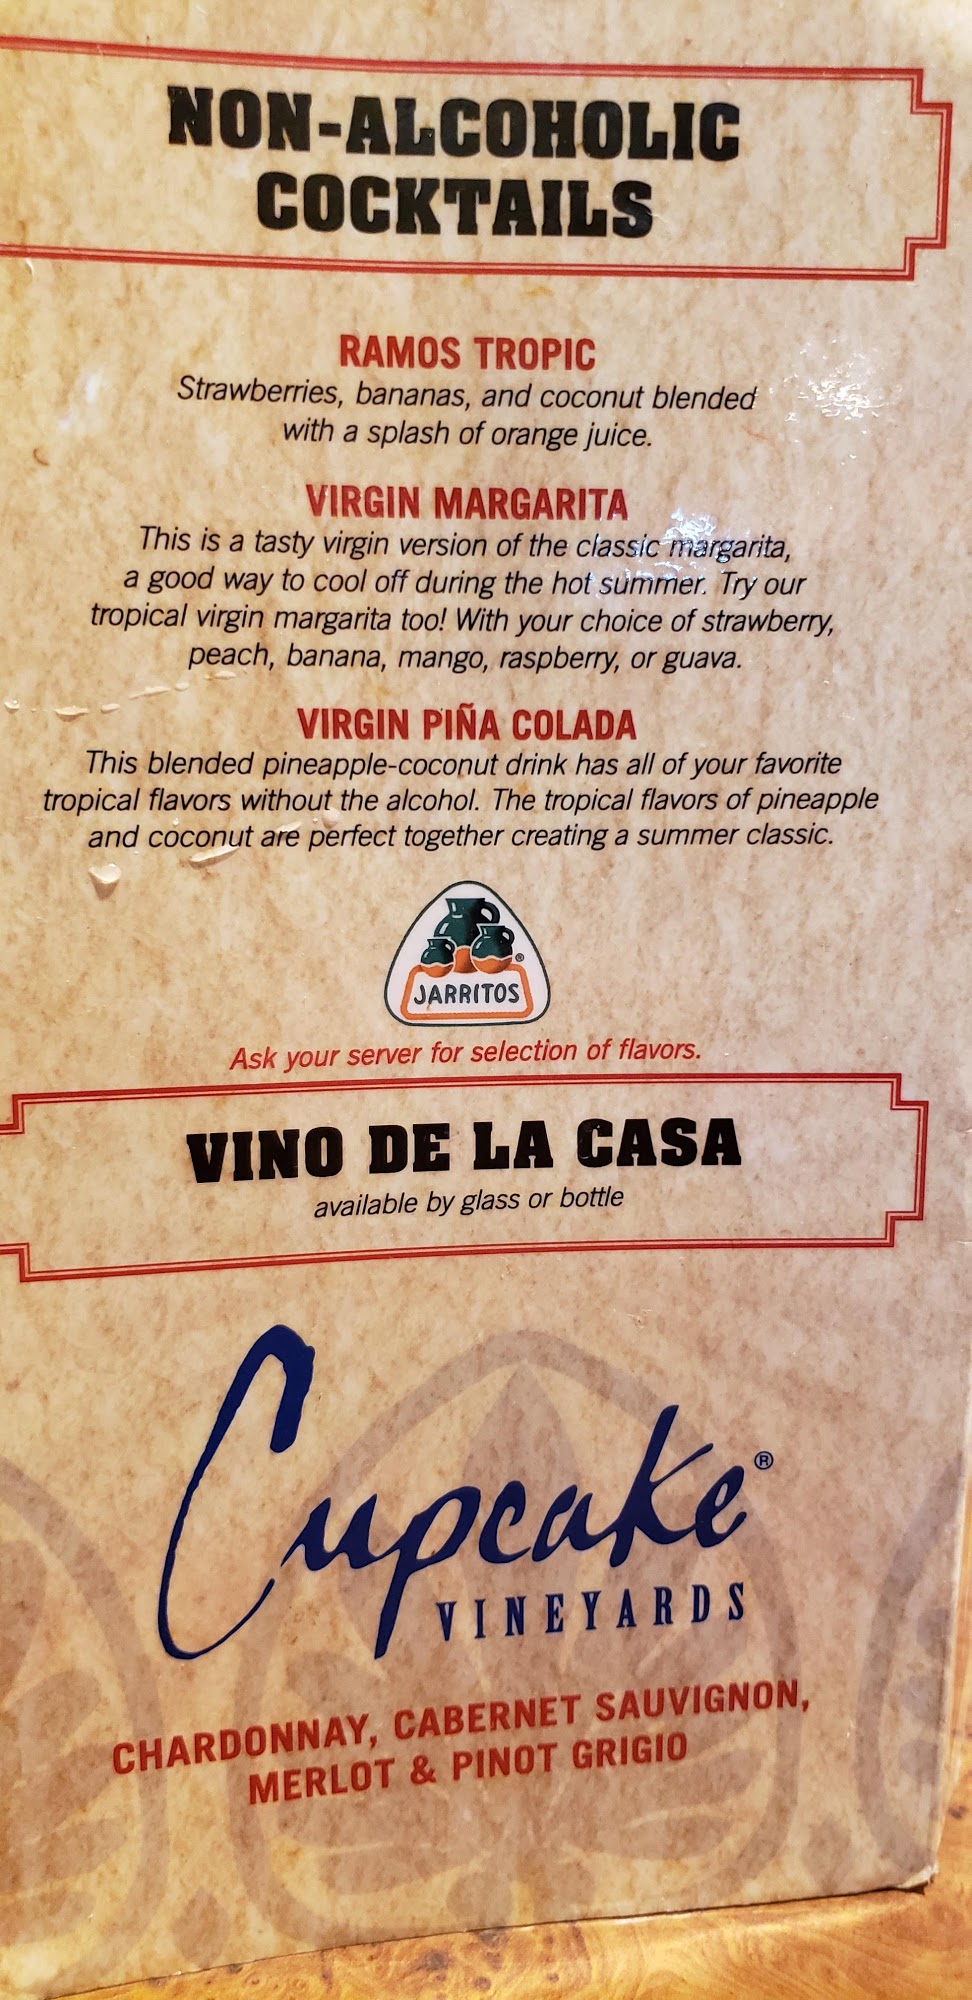 NON-ALCOHOLIC
COCKTAILS
RAMOS TROPIC
Strawberries, bananas, and coconut blended
with a splash of orange juice.
VIRGIN MARGARITA
This is a tasty virgin version of the classic margarita,
a good way to cool off during the hot summer. Try our
tropical virgin margarita too! With your choice of strawberry,
peach, banana, mango, raspberry, or guava.
VIRGIN PIÑA COLADA
This blended pineapple-coconut drink has all of your favorite
tropical flavors without the alcohol. The tropical flavors of pineapple
and coconut are perfect together creating a summer classic.
JARRITOS ®
Ask your server for selection of flavors.
VINO DE LA CASA
available by glass or bottle
Cupcake ®
VINEYARDS
CHARDONNAY, CABERNET SAUVIGNON,
MERLOT & PINOT GRIGIO